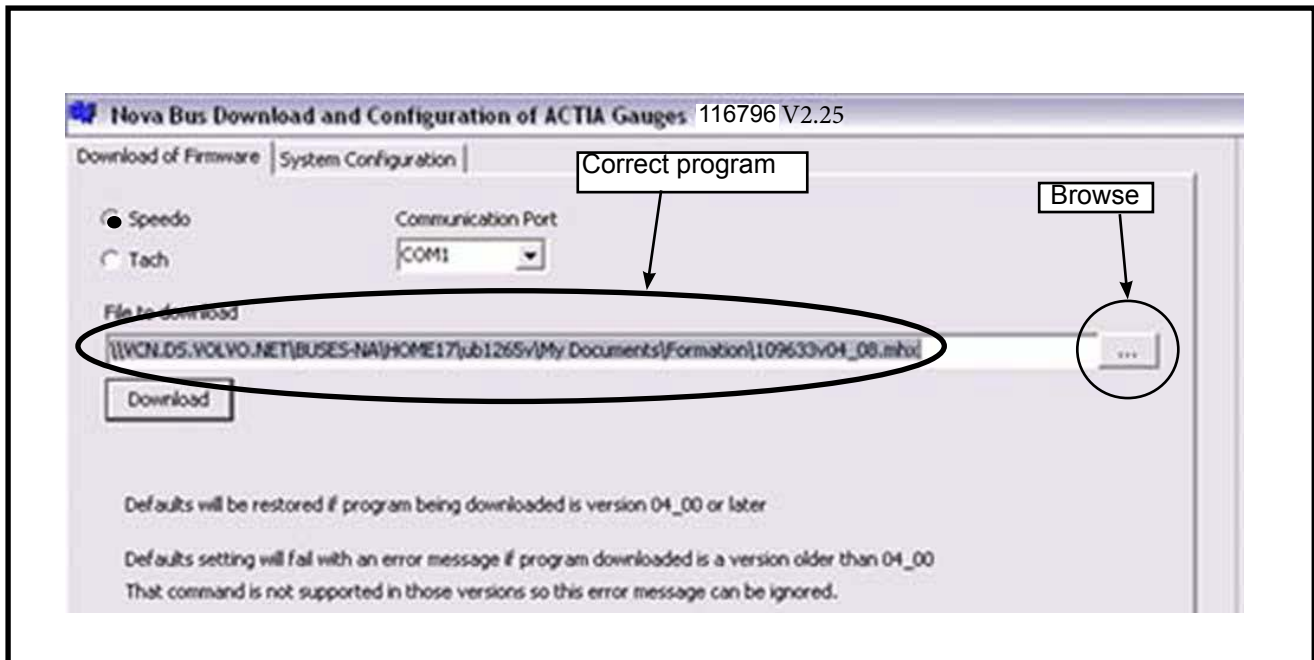 Nova Bus Download and Configuration of ACTIA Gauges 116796 V2.25
Download of Firmware System Configuration
Correct program
Browse
Speedo
Communication Port
Tach
COM1
File to download
\\VCN.DS.VOLVO.NET\BUSES-NA\HOME17\ub1265v\My Documents\Formation\109633v04_08.mhx
...
Download
Defaults will be restored if program being downloaded is version 04_00 or later
Defaults setting will fail with an error message if program downloaded is a version older than 04_00
That command is not supported in those versions so this error message can be ignored.